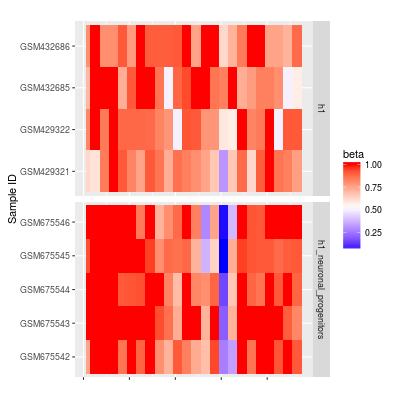 Sample ID
GSM432686
GSM432685
GSM429322
GSM429321
h1
GSM675546
GSM675545
GSM675544
GSM675543
GSM675542
h1_neuronal_progenitors
beta
1.00
0.75
0.50
0.25